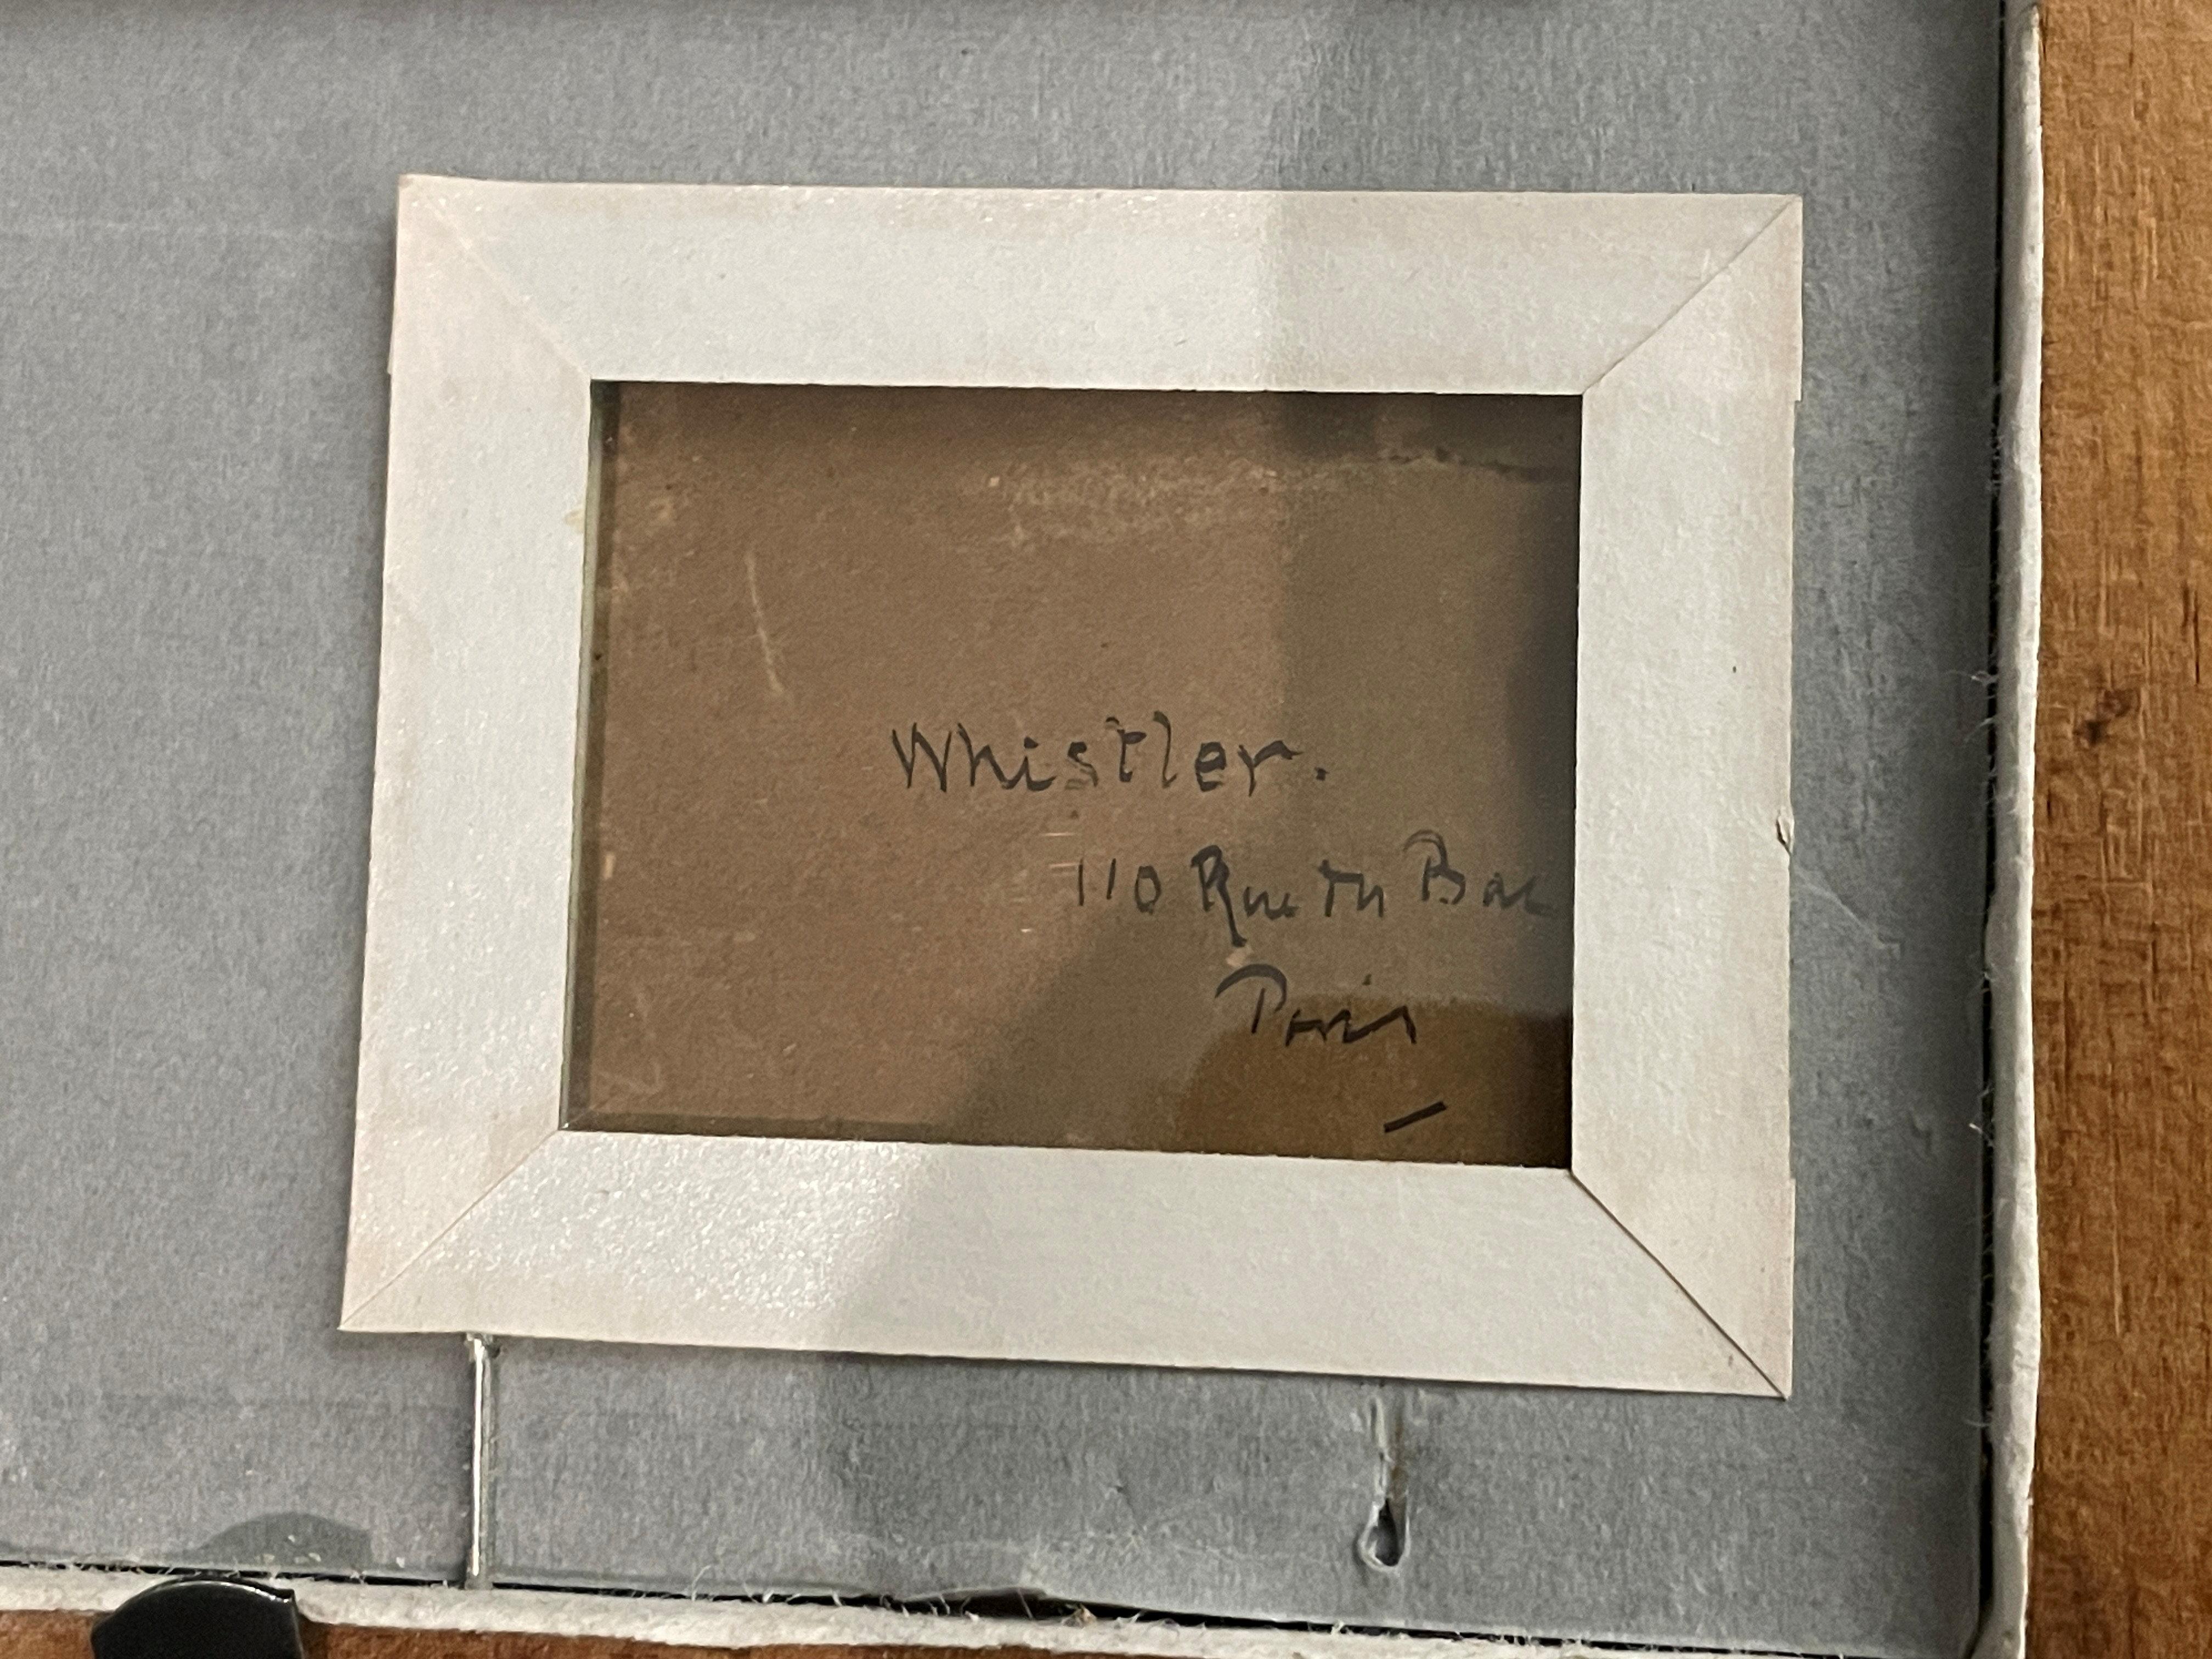 Whistler.
110 Rue du Bac
Paris